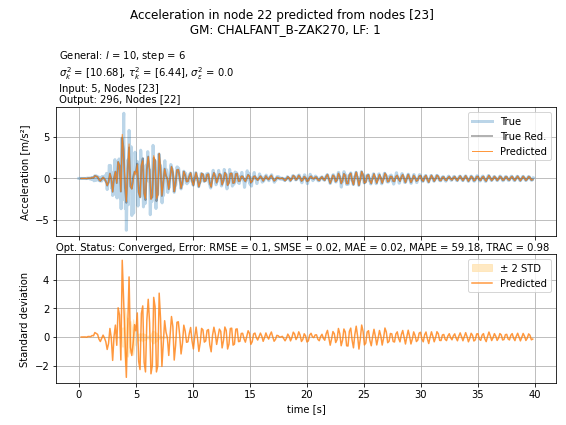 Acceleration in node 22 predicted from nodes [23]
GM: CHALFANT_B-ZAK270, LF: 1
General: l = 10, step = 6
σ²ₖ = [10.68], τ²ₖ = [6.44], σ²ε = 0.0
Input: 5, Nodes [23]
Output: 296, Nodes [22]
Acceleration [m/s²]
5
0
−5
True
True Red.
Predicted
Opt. Status: Converged, Error: RMSE = 0.1, SMSE = 0.02, MAE = 0.02, MAPE = 59.18, TRAC = 0.98
Standard deviation
4
2
0
−2
± 2 STD
Predicted
0 5 10 15 20 25 30 35 40
time [s]